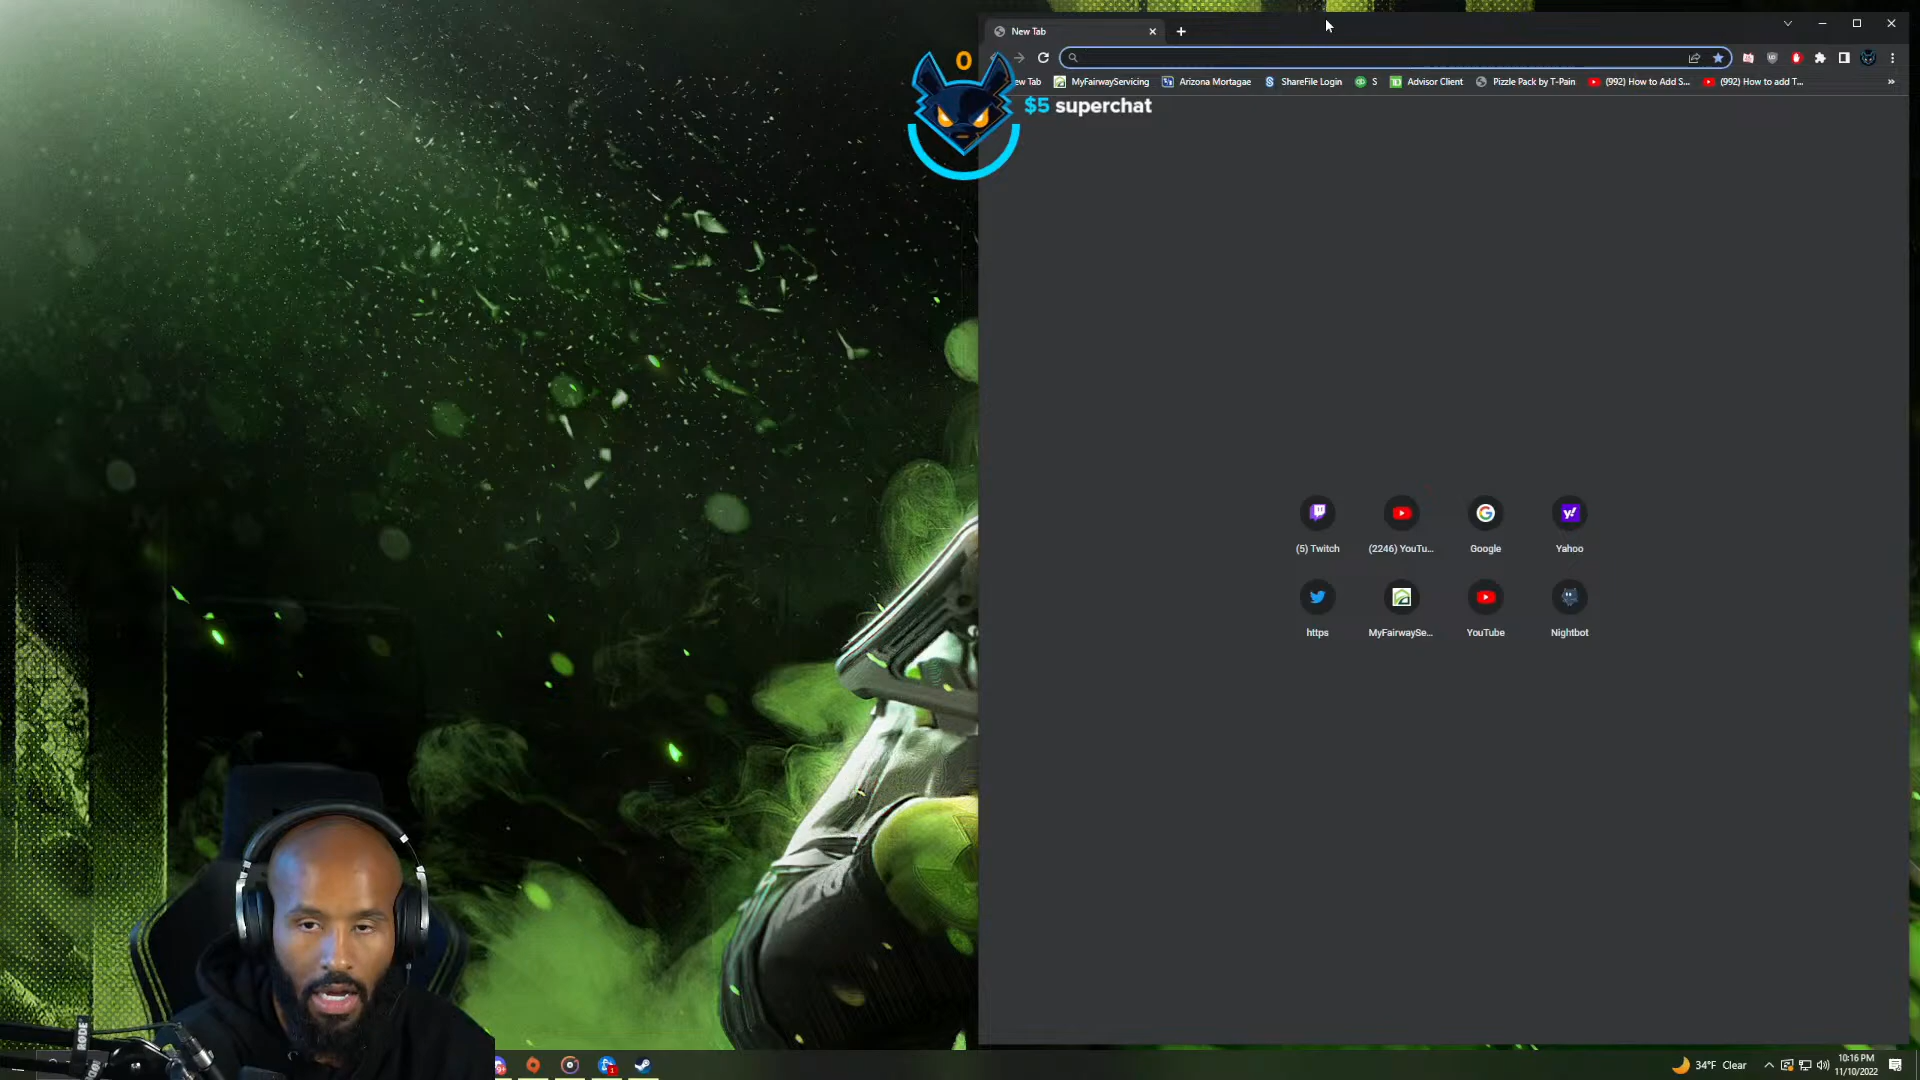 New Tab
0
ew Tab MyFairwayServicing Arizona Mortagae ShareFile Login S Advisor Client Pizzle Pack by T-Pain (992) How to Add S... (992) How to add T...
$5 superchat
(5) Twitch (2246) YouTu... Google Yahoo
https MyFairwaySe... YouTube Nightbot
RØDE
34°F Clear
10:16 PM
11/10/2022